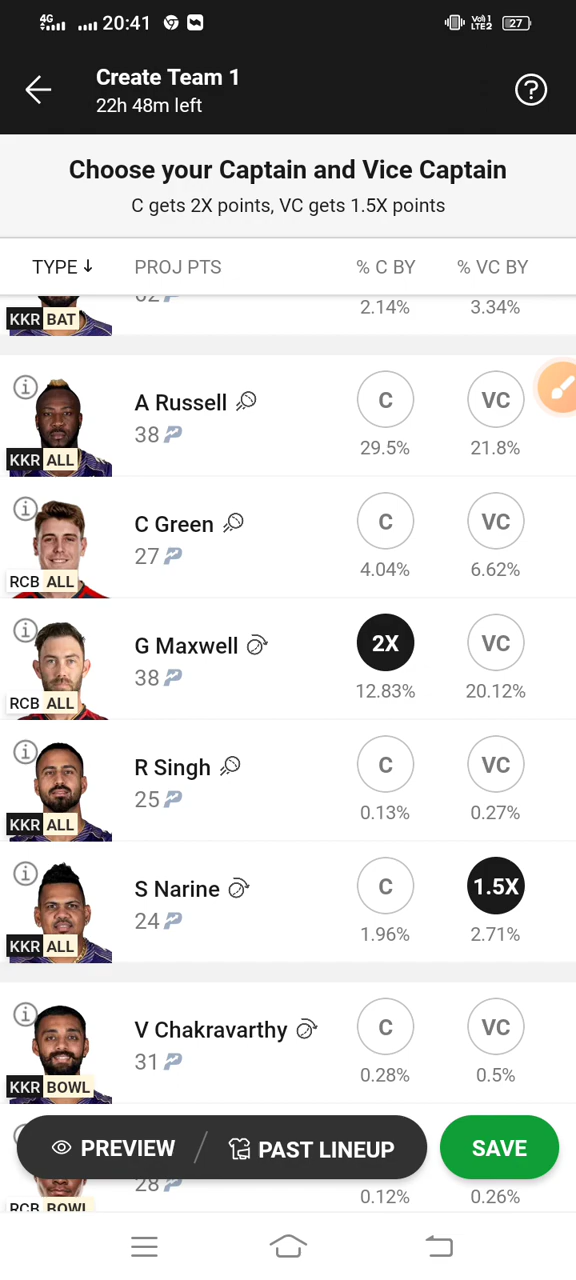 4G 20:41 Vo1) LTE2 27
Create Team 1
22h 48m left
?
Choose your Captain and Vice Captain
C gets 2X points, VC gets 1.5X points
TYPE ↓ PROJ PTS % C BY % VC BY
2.14% 3.34%
KKR BAT
A Russell C VC
38
29.5% 21.8%
KKR ALL
C Green C VC
27
4.04% 6.62%
RCB ALL
G Maxwell 2X VC
38
12.83% 20.12%
RCB ALL
R Singh C VC
25
0.13% 0.27%
KKR ALL
S Narine C 1.5X
24
1.96% 2.71%
KKR ALL
V Chakravarthy C VC
31
0.28% 0.5%
KKR BOWL
PREVIEW / PAST LINEUP SAVE
28
0.12% 0.26%
RCB BOWL